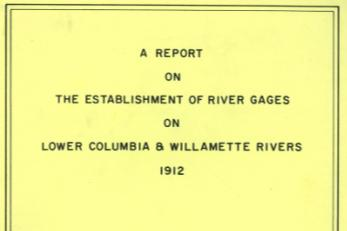 A REPORT
ON
THE ESTABLISHMENT OF RIVER GAGES
ON
LOWER COLUMBIA & WILLAMETTE RIVERS
1912